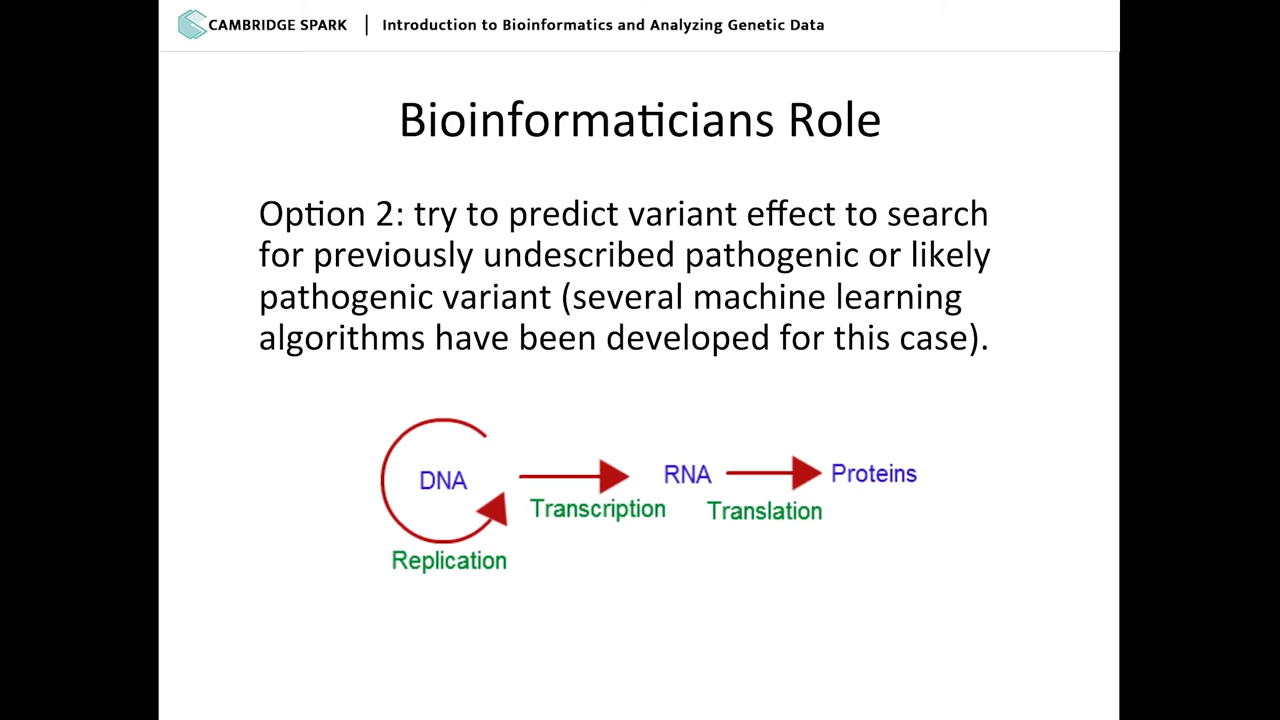 CAMBRIDGE SPARK | Introduction to Bioinformatics and Analyzing Genetic Data
Bioinformaticians Role
Option 2: try to predict variant effect to search
for previously undescribed pathogenic or likely
pathogenic variant (several machine learning
algorithms have been developed for this case).
DNA RNA Proteins
Transcription Translation
Replication